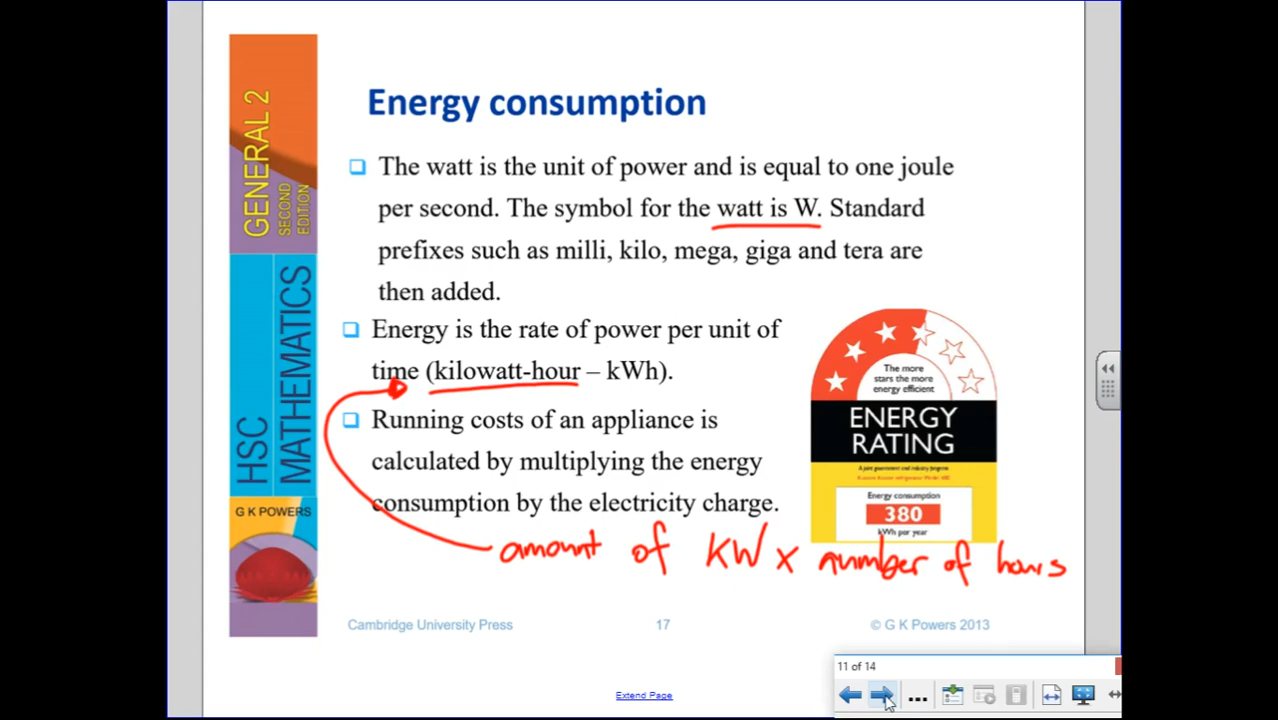 Energy consumption
The watt is the unit of power and is equal to one joule
per second. The symbol for the watt is W. Standard
prefixes such as milli, kilo, mega, giga and tera are
then added.
Energy is the rate of power per unit of
time (kilowatt-hour – kWh).
Running costs of an appliance is
calculated by multiplying the energy
consumption by the electricity charge.
amount of KW x number of hours
GENERAL 2
SECOND
EDITION
HSC
MATHEMATICS
G K POWERS
The more
stars the more
energy efficient
ENERGY
RATING
A joint government and industry program
Energy consumption
380
kWh per year
Cambridge University Press
17
© G K Powers 2013
11 of 14
Extend Page